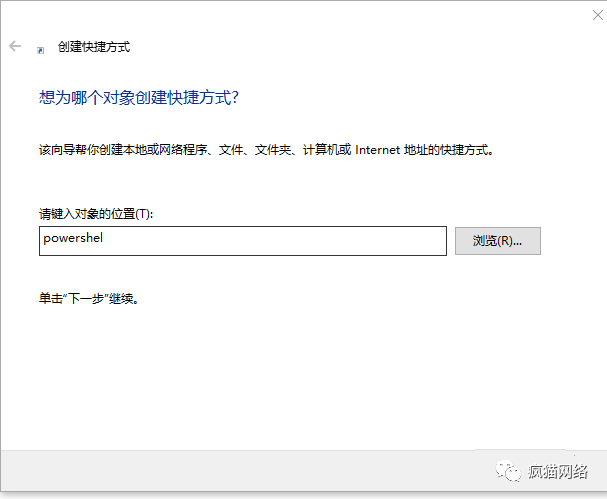 创建快捷方式
想为哪个对象创建快捷方式?
该向导帮你创建本地或网络程序、文件、文件夹、计算机或 Internet 地址的快捷方式。
请键入对象的位置(T):
powershel
浏览(R)...
单击“下一步”继续。
疯猫网络